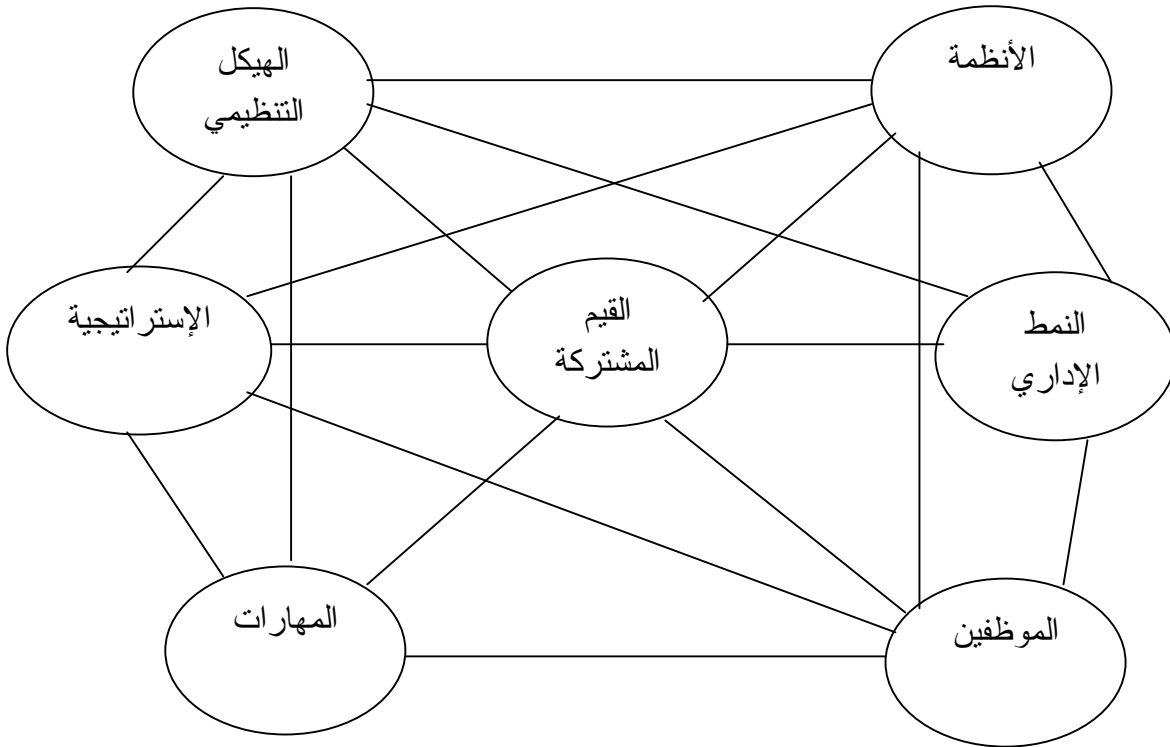 الأنظمة
الهيكل
التنظيمي
النمط
الإداري
القيم
المشتركة
الإستراتيجية
الموظفين
المهارات